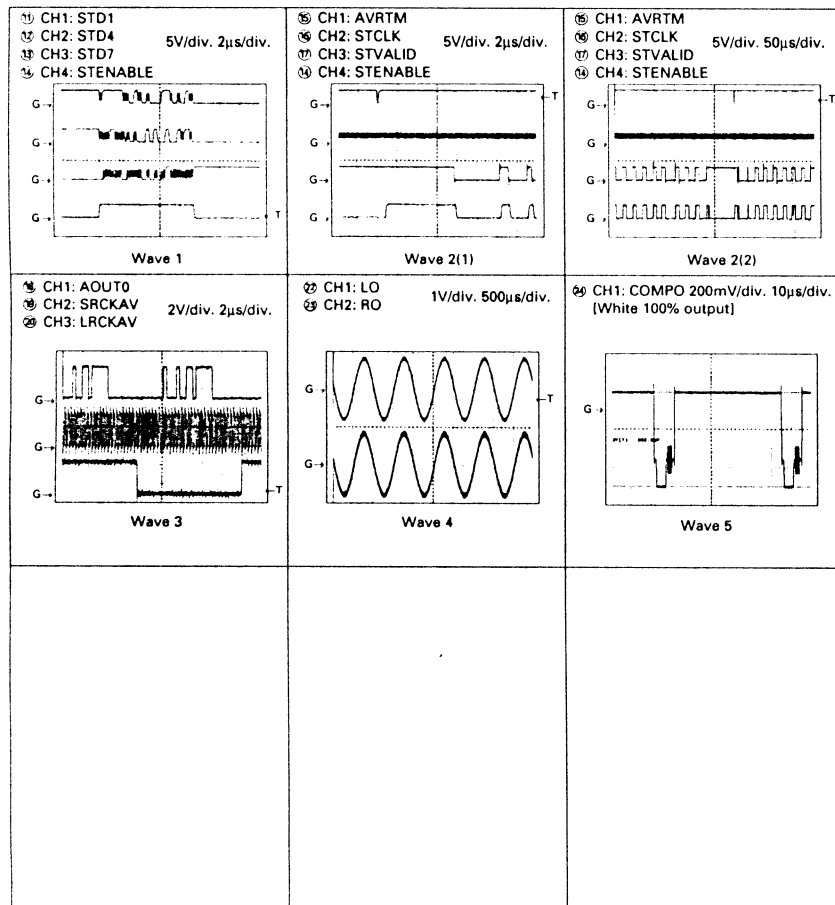 ⑪ CH1: STD1
⑫ CH2: STD4
⑬ CH3: STD7
⑭ CH4: STENABLE
5V/div. 2μs/div.
G→
G→
G→
G→
←T
Wave 1
⑮ CH1: AVRTM
⑯ CH2: STCLK
⑰ CH3: STVALID
⑭ CH4: STENABLE
5V/div. 2μs/div.
G→
G→
G→
G→
←T
Wave 2(1)
⑮ CH1: AVRTM
⑯ CH2: STCLK
⑰ CH3: STVALID
⑭ CH4: STENABLE
5V/div. 50μs/div.
G→
G→
G→
G→
←T
Wave 2(2)
⑱ CH1: AOUT0
⑲ CH2: SRCKAV
⑳ CH3: LRCKAV
2V/div. 2μs/div.
G→
G→
G→
←T
Wave 3
㉒ CH1: LO
㉓ CH2: RO
1V/div. 500μs/div.
G→
G→
←T
Wave 4
㉔ CH1: COMPO 200mV/div. 10μs/div.
[White 100% output]
G→
Wave 5